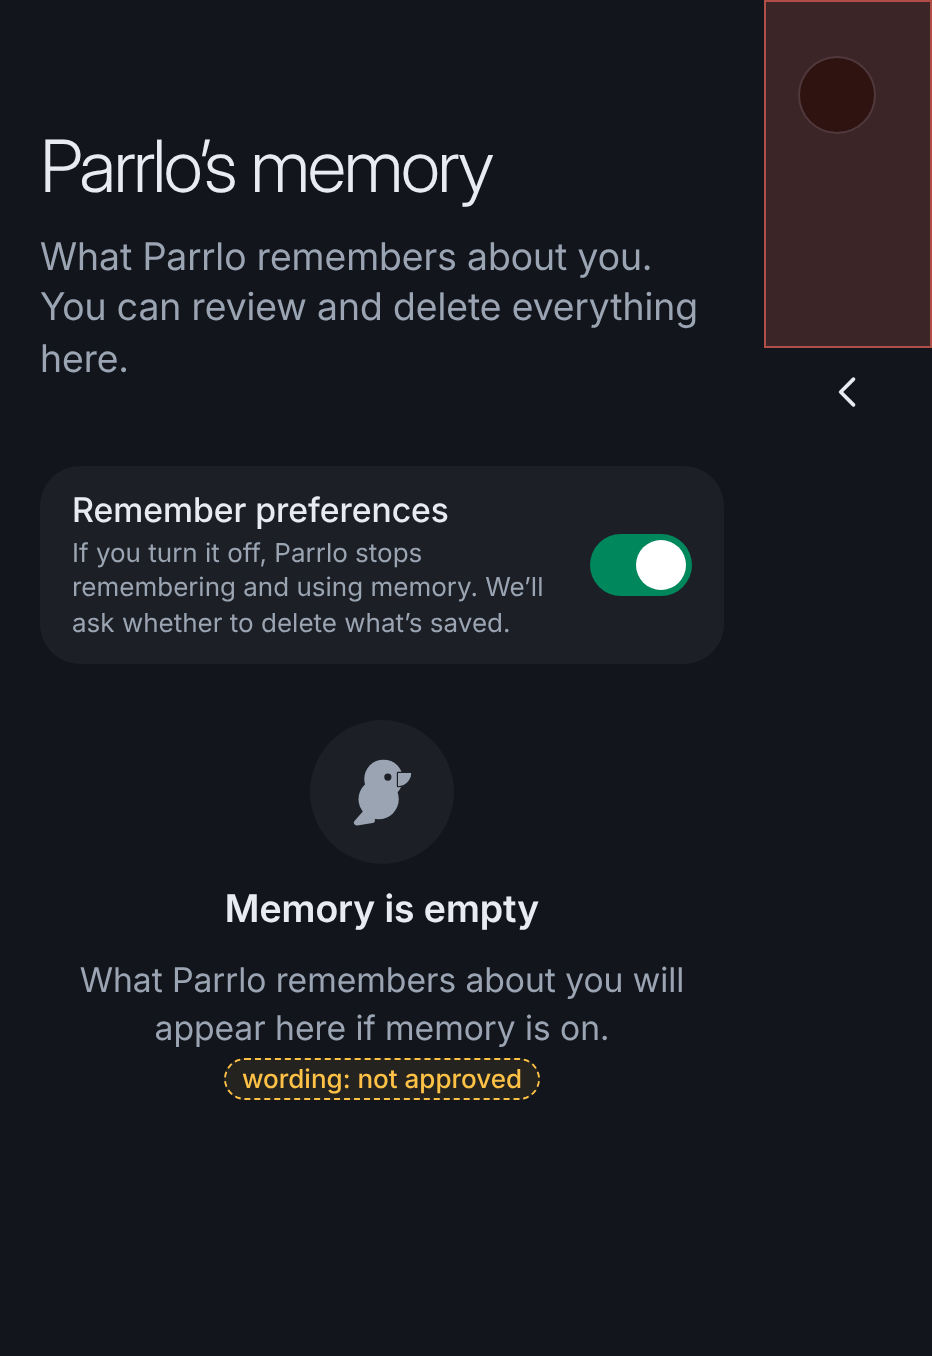 Parrlo’s memory
What Parrlo remembers about you.
You can review and delete everything
here.
Remember preferences
If you turn it off, Parrlo stops
remembering and using memory. We’ll
ask whether to delete what’s saved.
Memory is empty
What Parrlo remembers about you will
appear here if memory is on.
wording: not approved